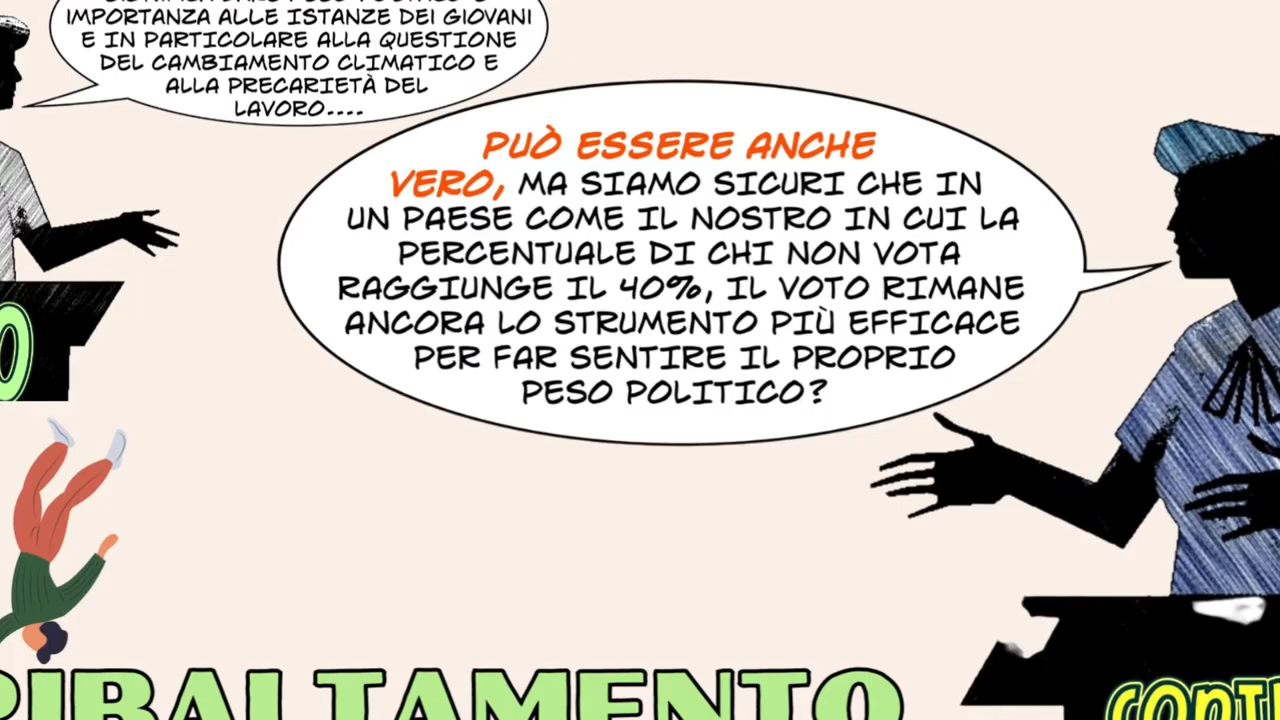 IMPORTANZA ALLE ISTANZE DEI GIOVANI
E IN PARTICOLARE ALLA QUESTIONE
DEL CAMBIAMENTO CLIMATICO E
ALLA PRECARIETÀ DEL
LAVORO....
PUÒ ESSERE ANCHE
VERO, MA SIAMO SICURI CHE IN
UN PAESE COME IL NOSTRO IN CUI LA
PERCENTUALE DI CHI NON VOTA
RAGGIUNGE IL 40%, IL VOTO RIMANE
ANCORA LO STRUMENTO PIÙ EFFICACE
PER FAR SENTIRE IL PROPRIO
PESO POLITICO?
O
RIBALTAMENTO
CONT